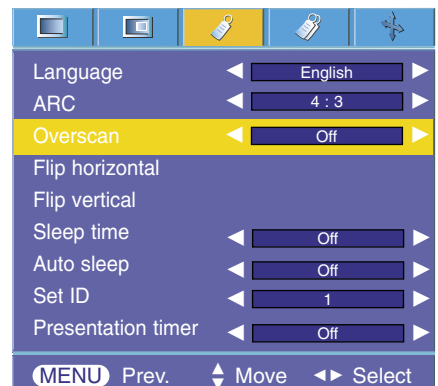 Language English
ARC 4 : 3
Overscan Off
Flip horizontal
Flip vertical
Sleep time Off
Auto sleep Off
Set ID 1
Presentation timer Off
MENU Prev. Move Select